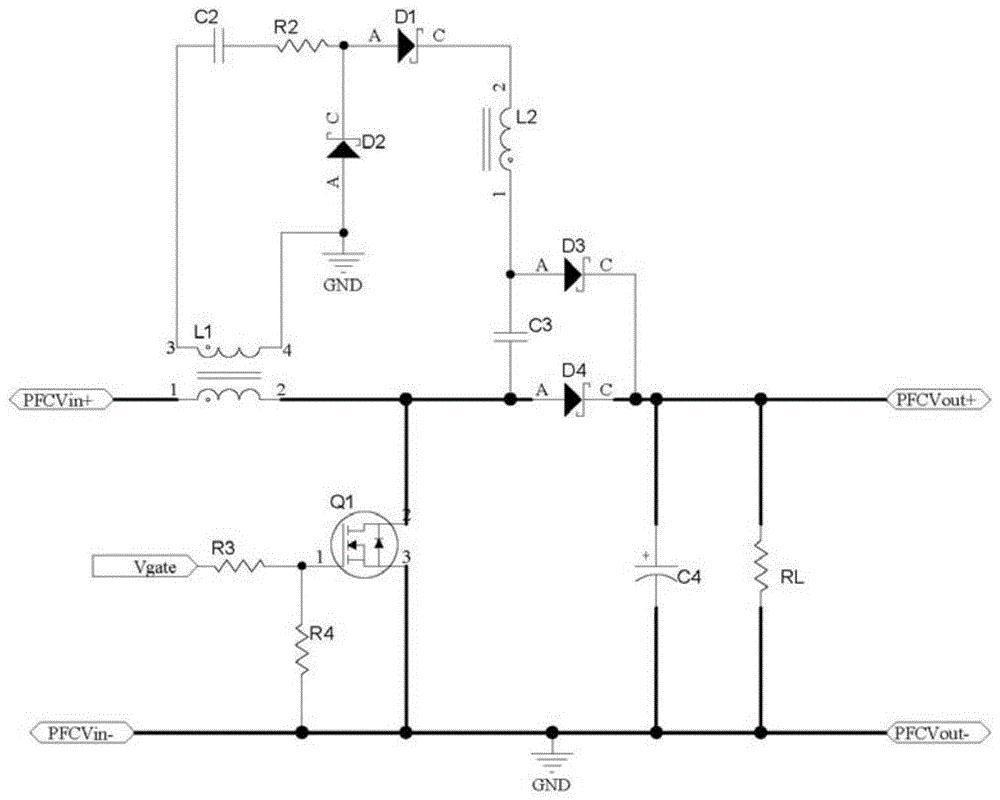 C2
R2
A
D1
C
2
L2
C
D2
A
1
GND
D3
A
C
C3
L1
3
4
1
2
D4
A
C
PFCVin+
PFCVout+
Q1
2
R3
1
3
Vgate
+
C4
RL
R4
PFCVin-
PFCVout-
GND